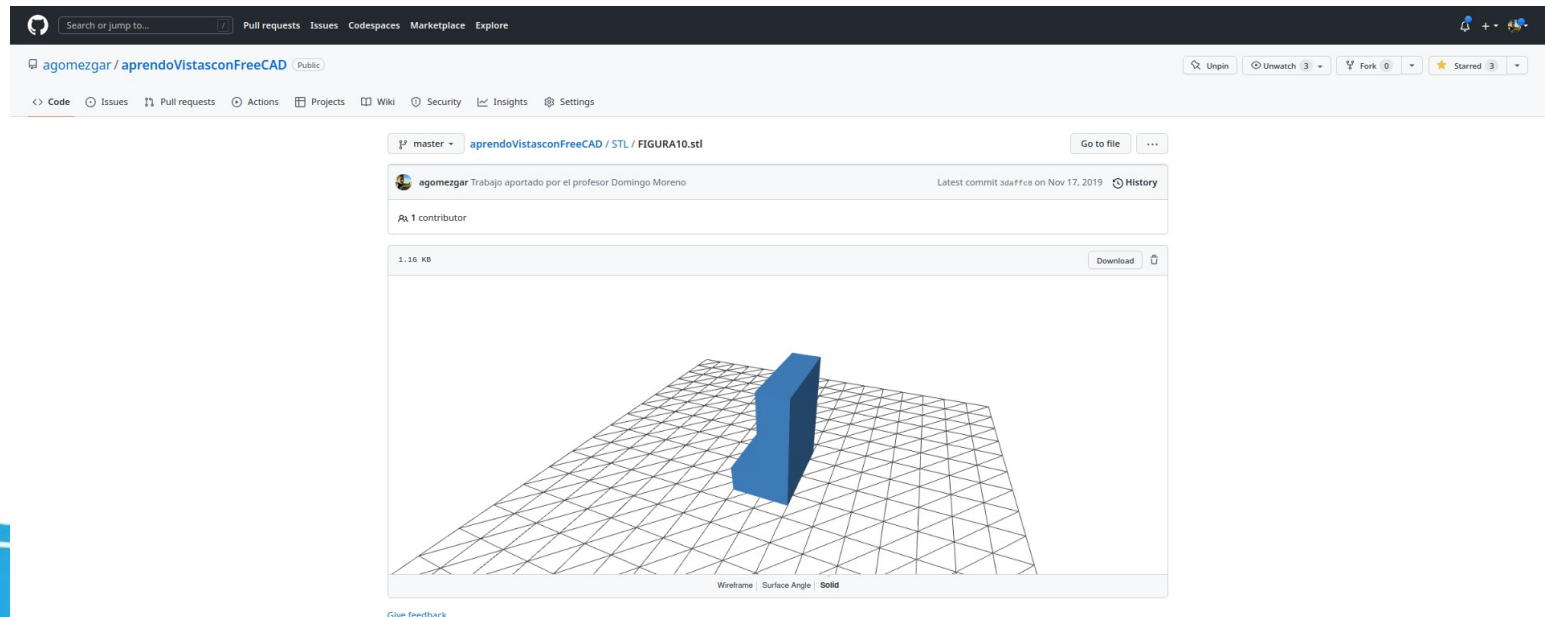 Search or jump to... / Pull requests Issues Codespaces Marketplace Explore
agomezgar / aprendoVistasconFreeCAD Public Unpin Unwatch 3 Fork 0 Starred 3
Code Issues Pull requests Actions Projects Wiki Security Insights Settings
master aprendoVistasconFreeCAD / STL / FIGURA10.stl Go to file ...
agomezgar Trabajo aportado por el profesor Domingo Moreno Latest commit 3daffc8 on Nov 17, 2019 History
1 contributor
1.16 KB Download
Wireframe Surface Angle Solid
Give feedback